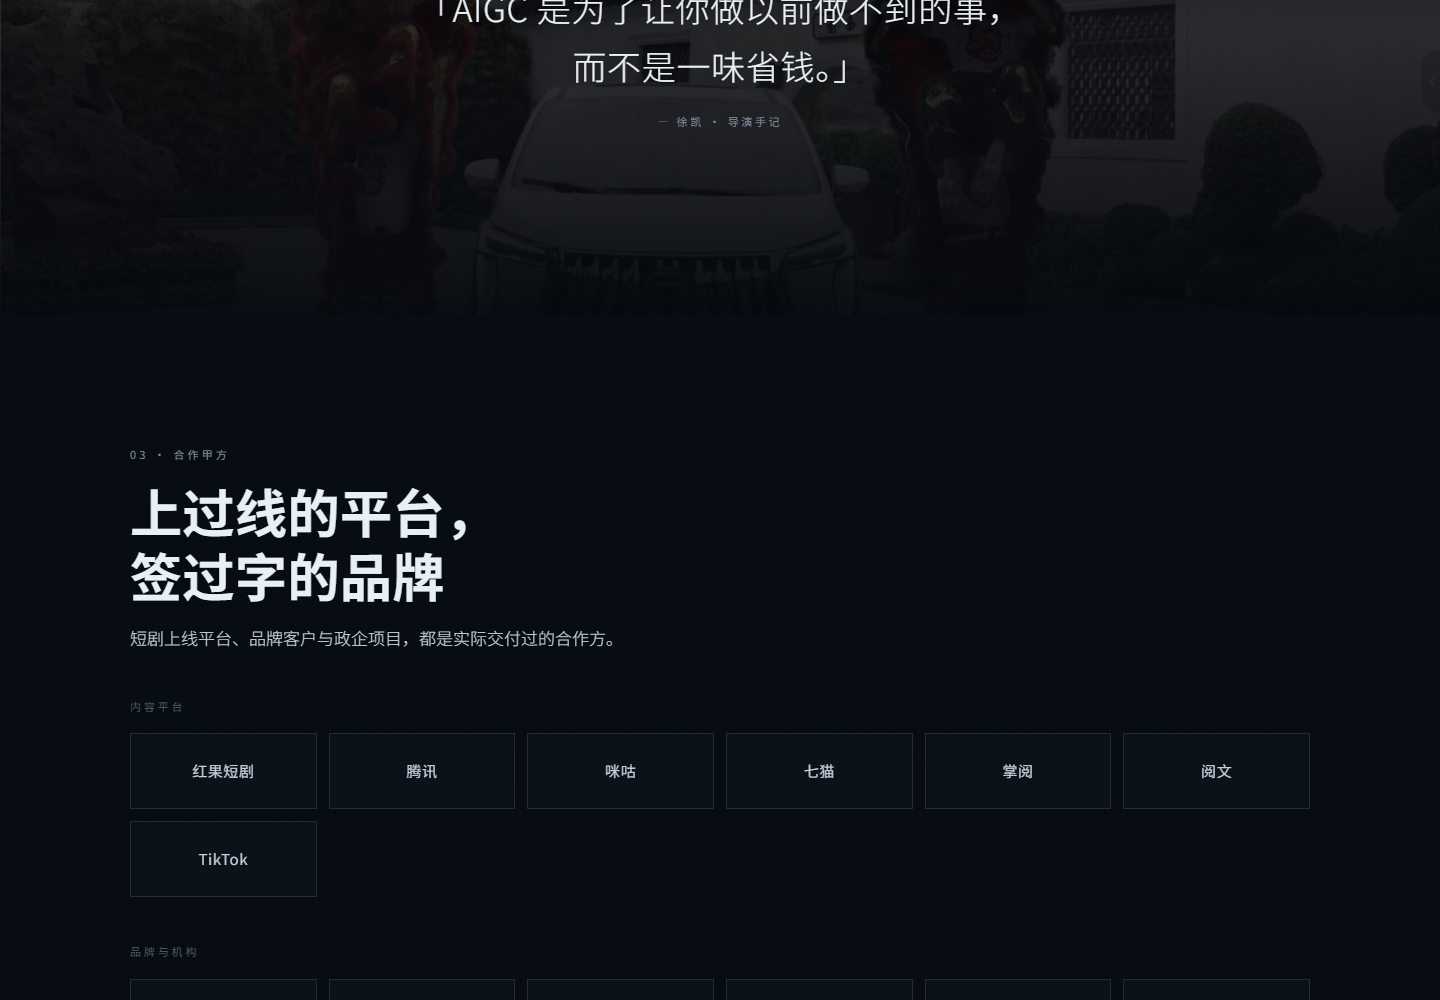 「AIGC 是为了让你做以前做不到的事，
而不是一味省钱。」
— 徐凯 · 导演手记
03 · 合作甲方
上过线的平台，
签过字的品牌
短剧上线平台、品牌客户与政企项目，都是实际交付过的合作方。
内容平台
红果短剧
腾讯
咪咕
七猫
掌阅
阅文
TikTok
品牌与机构